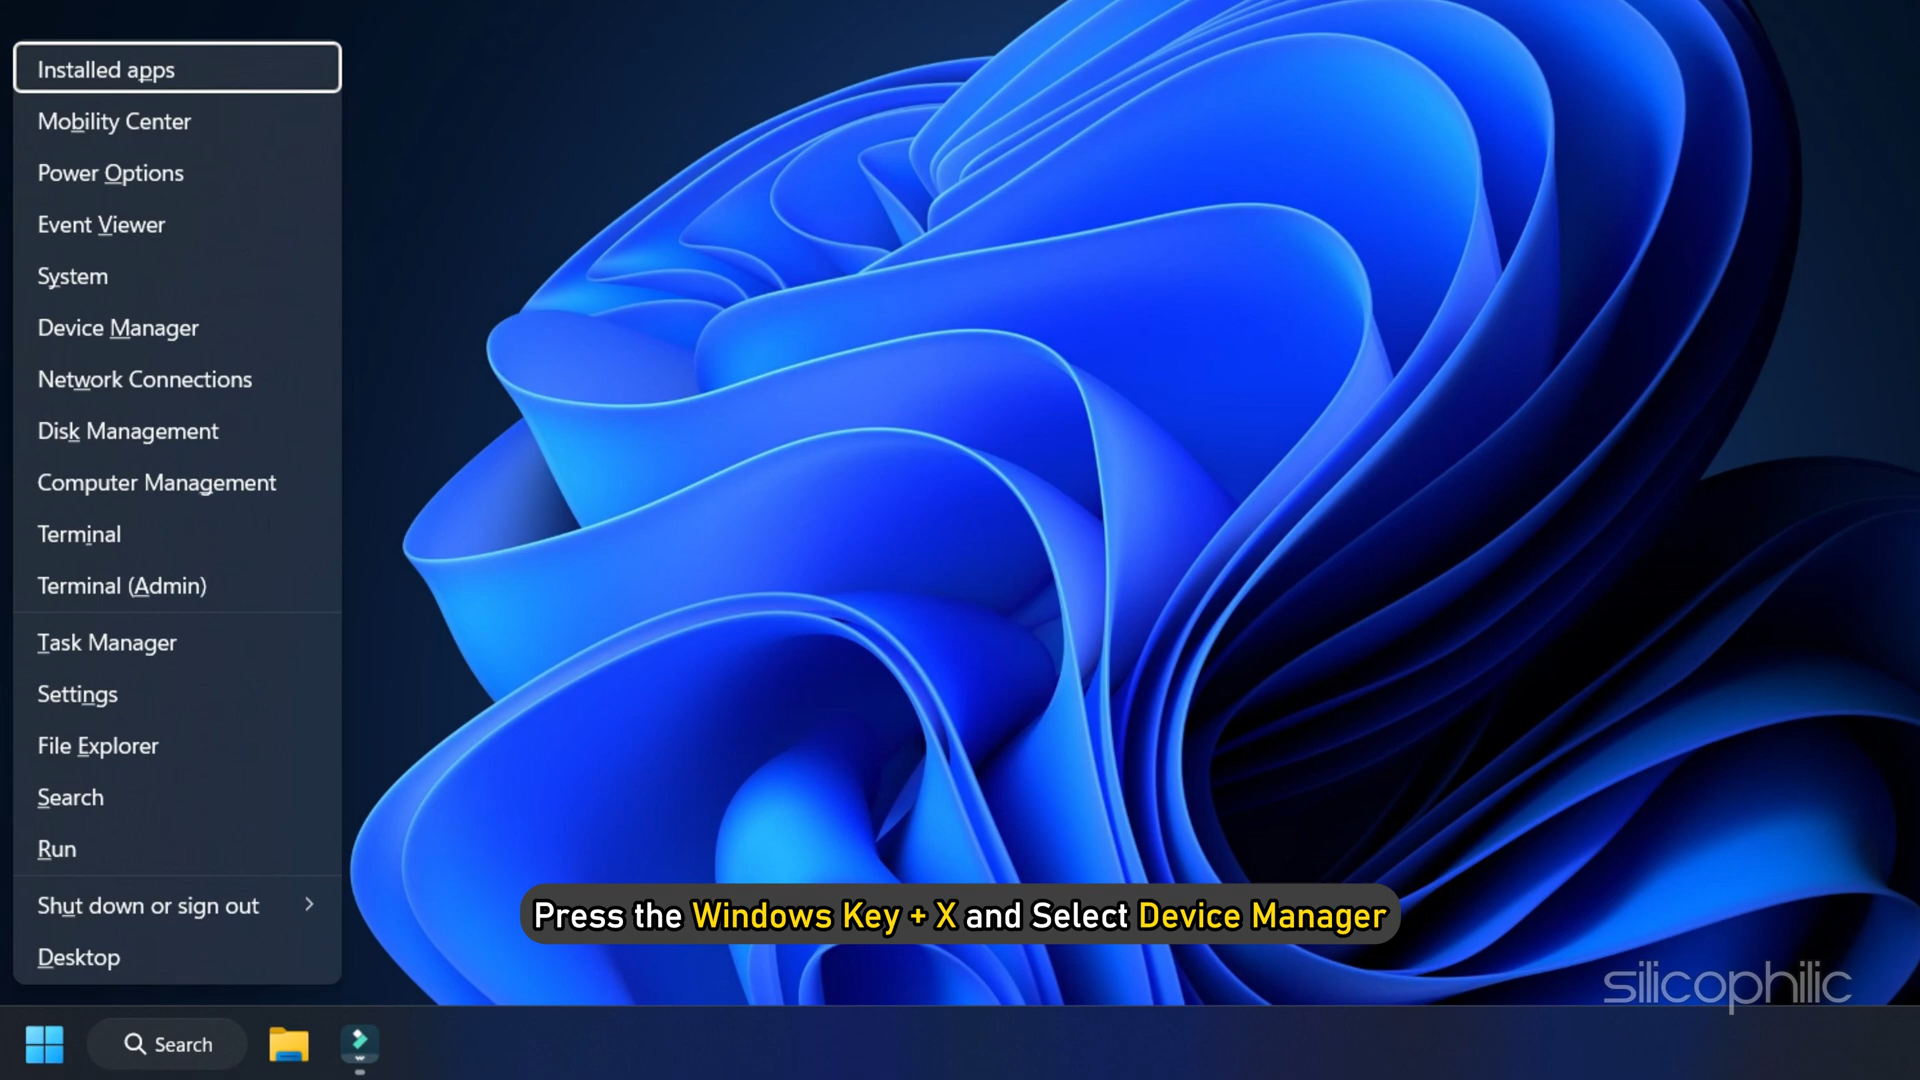 Installed apps
Mobility Center
Power Options
Event Viewer
System
Device Manager
Network Connections
Disk Management
Computer Management
Terminal
Terminal (Admin)
Task Manager
Settings
File Explorer
Search
Run
Shut down or sign out
Desktop
Press the Windows Key + X and Select Device Manager
silicophilic
Search